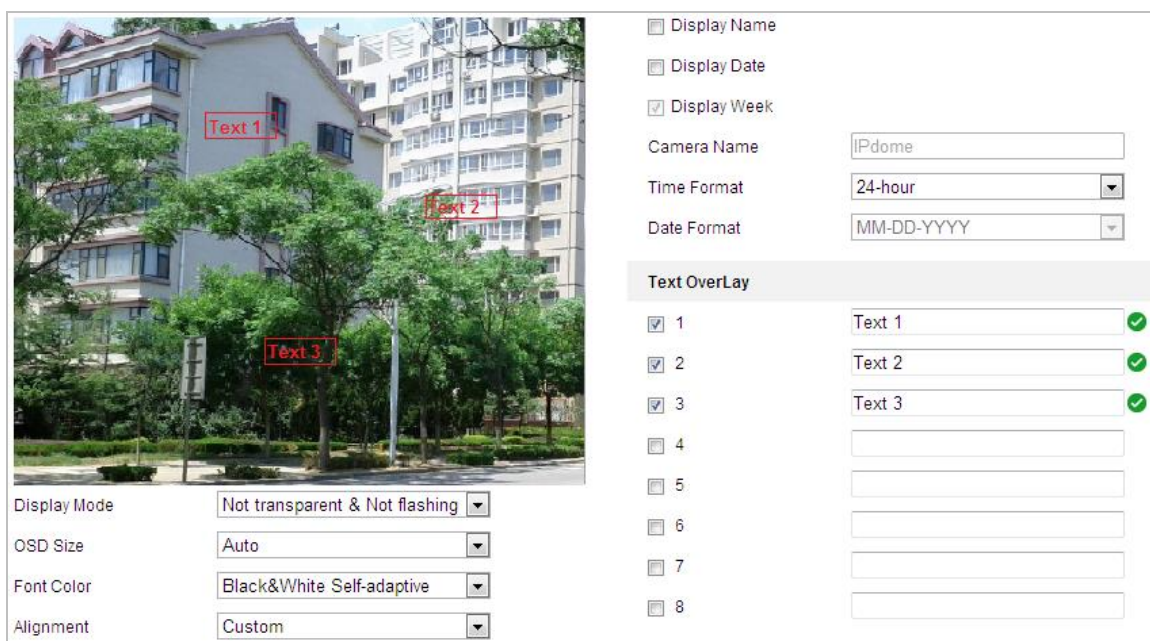 Display Name
Display Date
Display Week
Camera Name IPdome
Time Format 24-hour
Date Format MM-DD-YYYY
Text OverLay
1 Text 1
2 Text 2
3 Text 3
4
5
6
7
8
Text 1
Text 2
Text 3
Display Mode Not transparent & Not flashing
OSD Size Auto
Font Color Black&White Self-adaptive
Alignment Custom